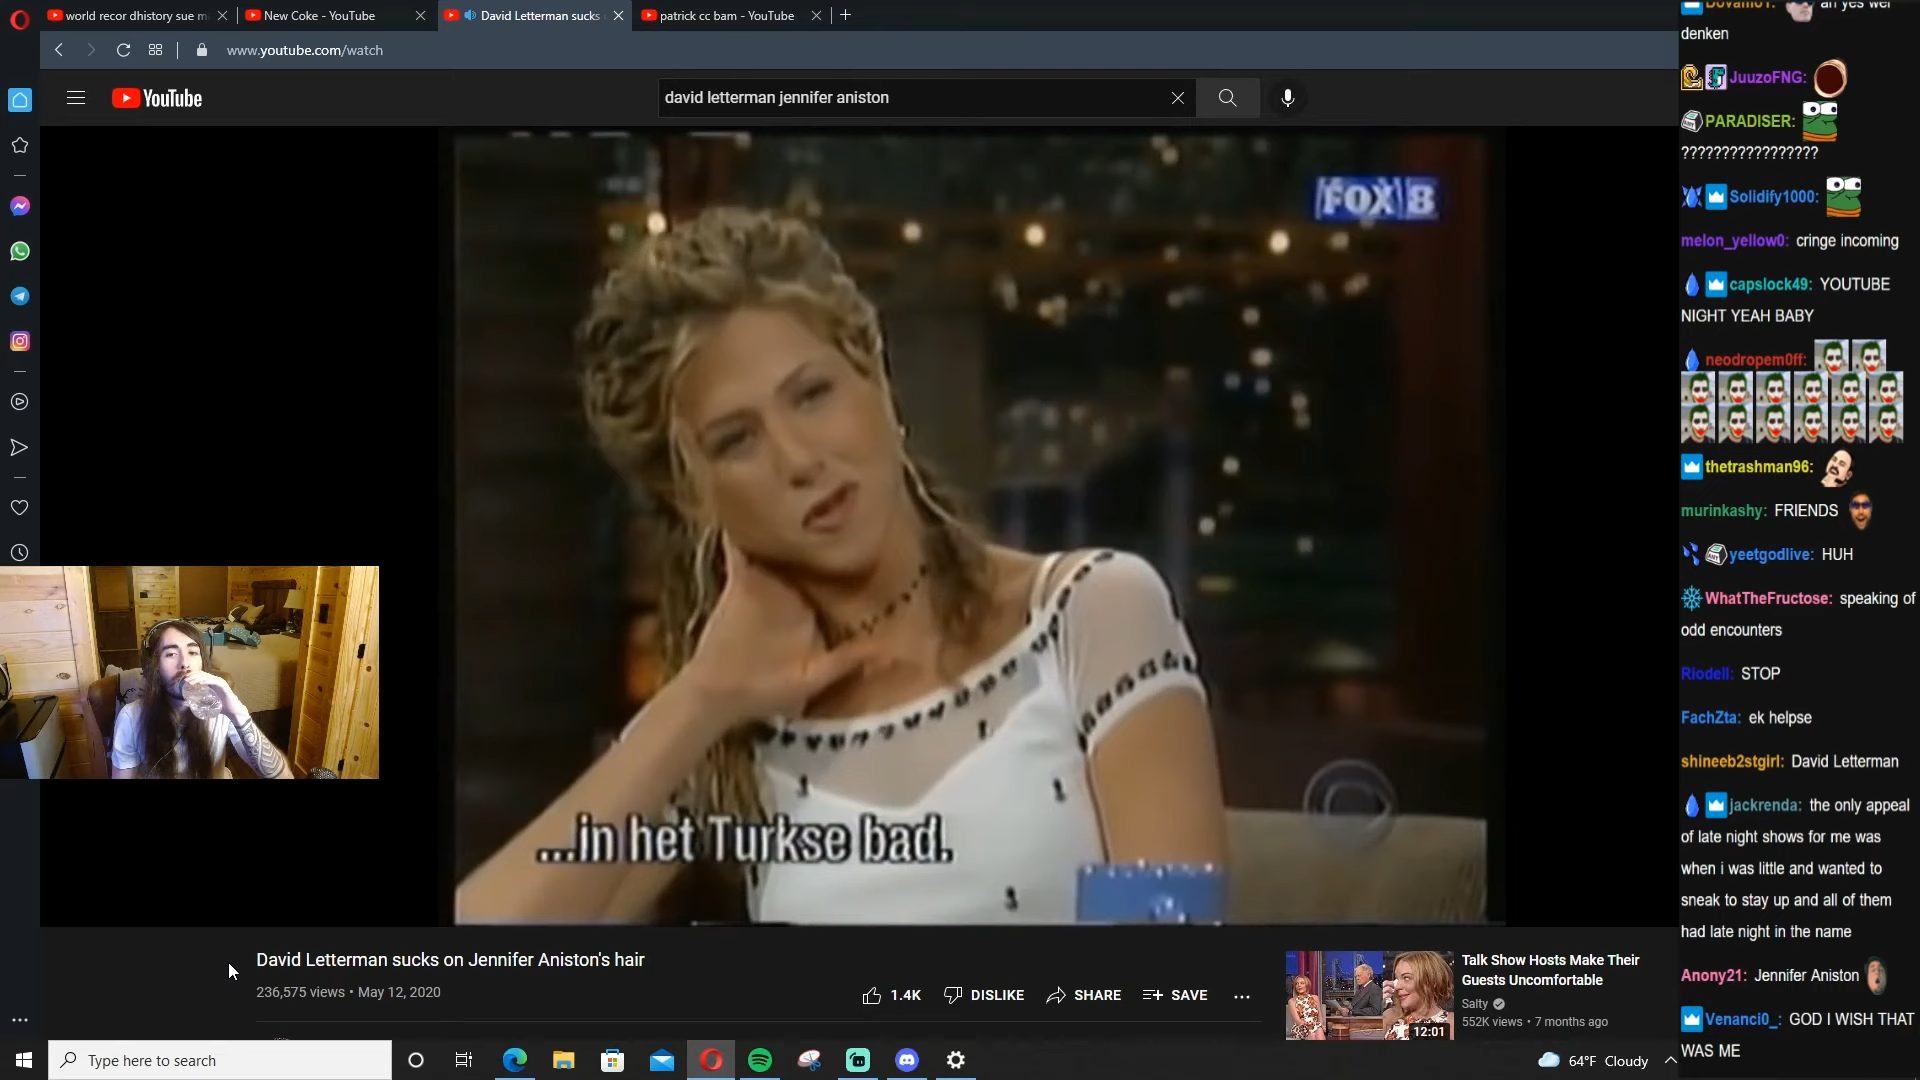 world recor dhistory sue m
New Coke - YouTube
David Letterman sucks
patrick cc bam - YouTube
www.youtube.com/watch
YouTube
david letterman jennifer aniston
FOX 8
...in het Turkse bad.
David Letterman sucks on Jennifer Aniston's hair
236,575 views • May 12, 2020
1.4K
DISLIKE
SHARE
SAVE
Talk Show Hosts Make Their
Guests Uncomfortable
Salty
552K views • 7 months ago
12:01
Type here to search
64°F Cloudy
denken
JuuzoFNG:
PARADISER:
?????????????????
Solidify1000:
melon_yellow0: cringe incoming
capslock49: YOUTUBE
NIGHT YEAH BABY
neodropem0ff:
thetrashman96:
murinkashy: FRIENDS
yeetgodlive: HUH
WhatTheFructose: speaking of
odd encounters
Riodell: STOP
FachZta: ek helpse
shineeb2stgirl: David Letterman
jackrenda: the only appeal
of late night shows for me was
when i was little and wanted to
sneak to stay up and all of them
had late night in the name
Anony21: Jennifer Aniston
Venanci0_: GOD I WISH THAT
WAS ME